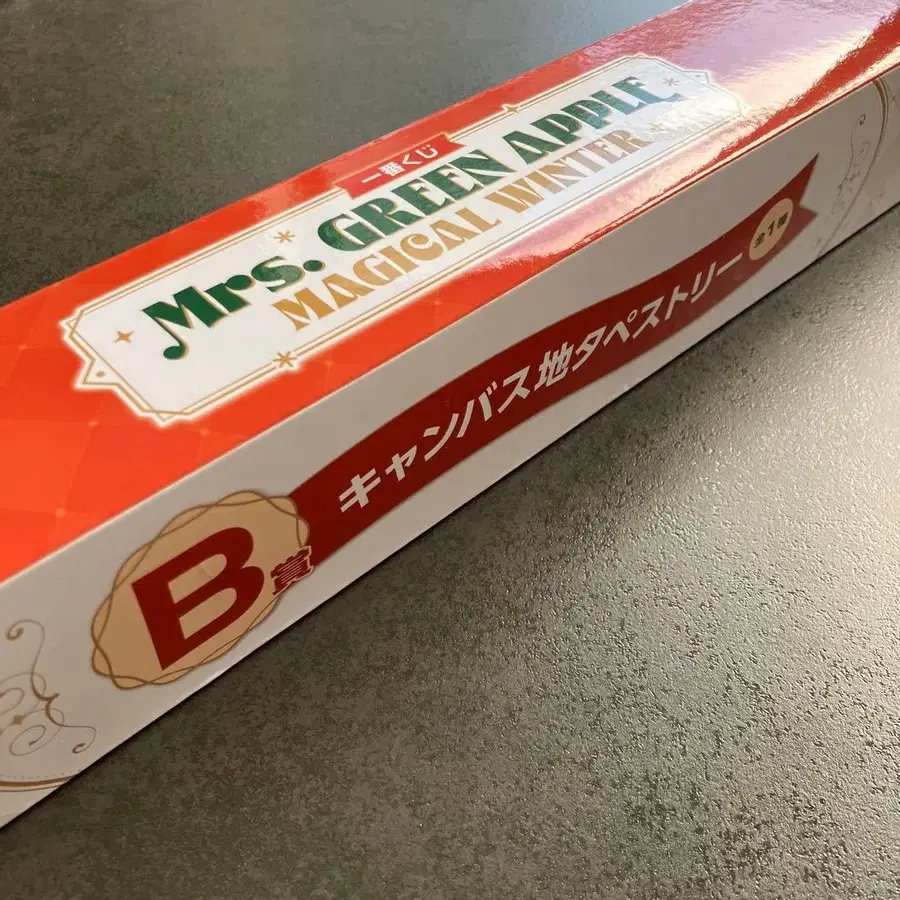 一番くじ
Mrs. GREEN APPLE
MAGICAL WINTER
B賞
キャンバス地タペストリー
全1種